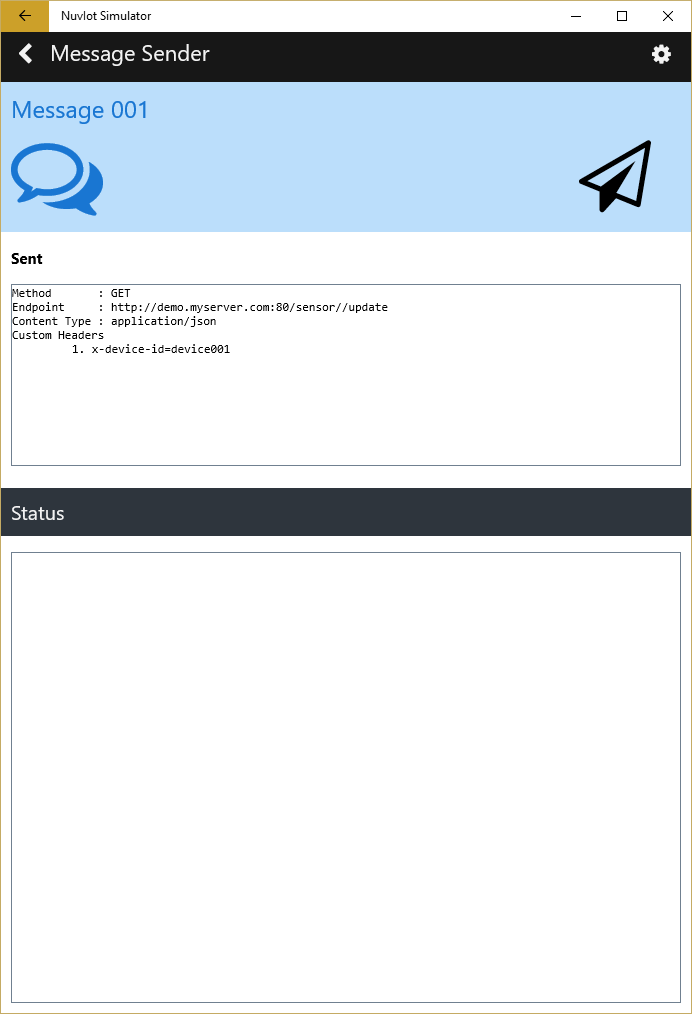 NuvIot Simulator
Message Sender
Message 001
Sent
Method       : GET
Endpoint     : http://demo.myserver.com:80/sensor//update
Content Type : application/json
Custom Headers
         1. x-device-id=device001
Status